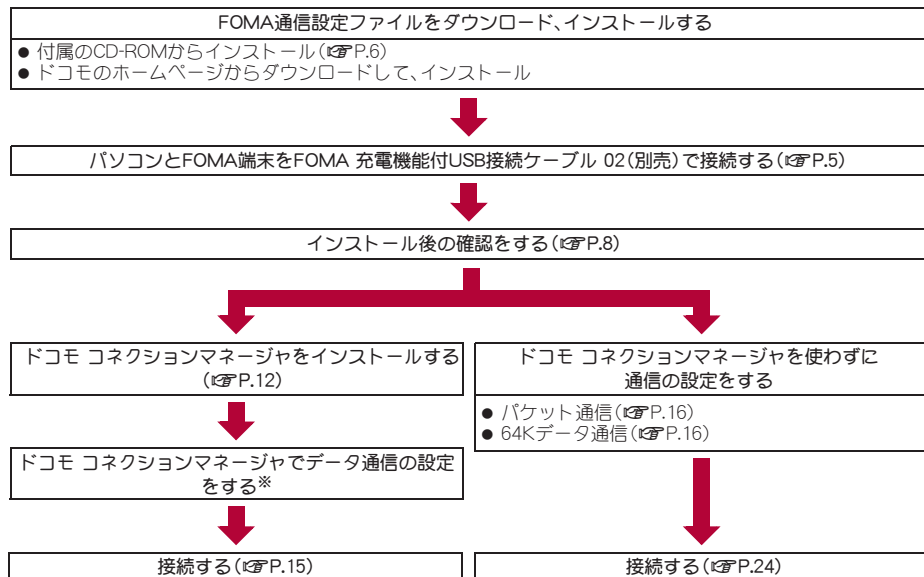 FOMA通信設定ファイルをダウンロード、インストールする
● 付属のCD-ROMからインストール(☞P.6)
● ドコモのホームページからダウンロードして、インストール
パソコンとFOMA端末をFOMA 充電機能付USB接続ケーブル 02(別売)で接続する(☞P.5)
インストール後の確認をする(☞P.8)
ドコモ コネクションマネージャをインストールする
(☞P.12)
ドコモ コネクションマネージャでデータ通信の設定
をする※
接続する(☞P.15)
ドコモ コネクションマネージャを使わずに
通信の設定をする
● パケット通信(☞P.16)
● 64Kデータ通信(☞P.16)
接続する(☞P.24)